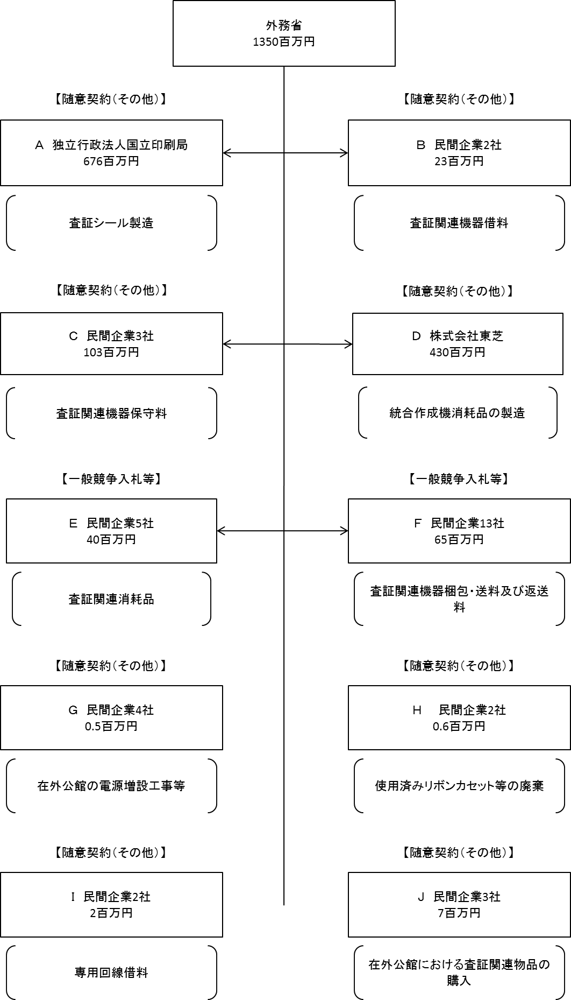 外務省
1350百万円
【随意契約（その他）】
A　独立行政法人国立印刷局
676百万円
査証シール製造
【随意契約（その他）】
B　民間企業2社
23百万円
査証関連機器借料
【随意契約（その他）】
C　民間企業3社
103百万円
査証関連機器保守料
【随意契約（その他）】
D　株式会社東芝
430百万円
統合作成機消耗品の製造
【一般競争入札等】
E　民間企業5社
40百万円
査証関連消耗品
【一般競争入札等】
F　民間企業13社
65百万円
査証関連機器梱包・送料及び返送
料
【随意契約（その他）】
G　民間企業4社
0.5百万円
在外公館の電源増設工事等
【随意契約（その他）】
H　　民間企業2社
0.6百万円
使用済みリボンカセット等の廃棄
【随意契約（その他）】
I　民間企業2社
2百万円
専用回線借料
【随意契約（その他）】
J　民間企業3社
7百万円
在外公館における査証関連物品の
購入